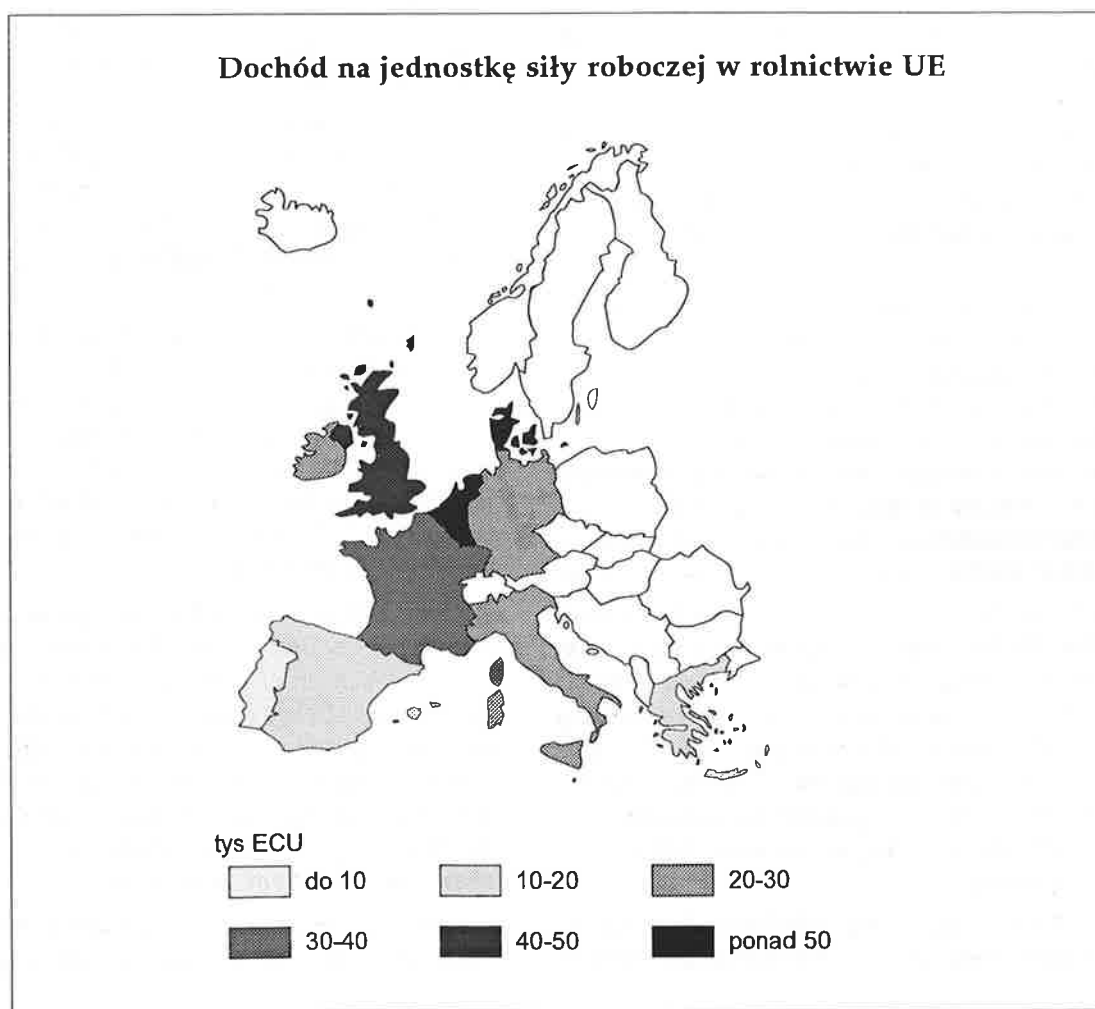 Dochód na jednostkę siły roboczej w rolnictwie UE
tys ECU
do 10
10-20
20-30
30-40
40-50
ponad 50